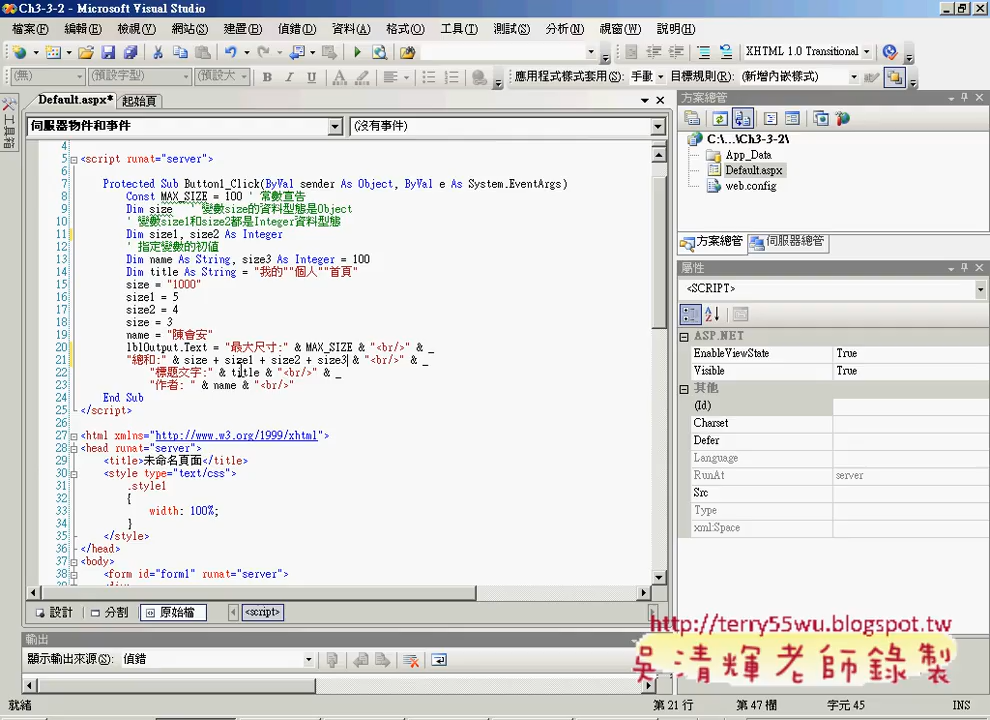 Ch3-3-2 - Microsoft Visual Studio
檔案(F) 編輯(E) 檢視(V) 網站(S) 建置(B) 偵錯(D) 資料(A) 格式(O) 工具(T) 測試(S) 分析(N) 視窗(W) 說明(H)
XHTML 1.0 Transitional
(無) (預設字型) (預設大 B I U A 應用程式樣式套用(S): 手動 目標規則(R): (新增內嵌樣式)
工具箱
Default.aspx* 起始頁
伺服器物件和事件 (沒有事件)
4
5 <script runat="server">
6
7 Protected Sub Button1_Click(ByVal sender As Object, ByVal e As System.EventArgs)
8 Const MAX_SIZE = 100 ' 常數宣告
9 Dim size ' 變數size的資料型態是Object
10 ' 變數size1和size2都是Integer資料型態
11 Dim size1, size2 As Integer
12 ' 指定變數的初值
13 Dim name As String, size3 As Integer = 100
14 Dim title As String = "我的""個人""首頁"
15 size = "1000"
16 size1 = 5
17 size2 = 4
18 size = 3
19 name = "陳會安"
20 lblOutput.Text = "最大尺寸:" & MAX_SIZE & "<br/>" & _
21 "總和:" & size + size1 + size2 + size3 & "<br/>" & _
22 "標題文字: " & title & "<br/>" & _
23 "作者: " & name & "<br/>"
24 End Sub
25 </script>
26
27 <html xmlns="http://www.w3.org/1999/xhtml">
28 <head runat="server">
29 <title>未命名頁面</title>
30 <style type="text/css">
31 .style1
32 {
33 width: 100%;
34 }
35 </style>
36 </head>
37 <body>
38 <form id="form1" runat="server">
設計 分割 原始檔 <script>
輸出
顯示輸出來源(S): 偵錯
就緒 第 21 行 第 47 欄 字元 45 INS
方案總管
C:\...\Ch3-3-2\
App_Data
Default.aspx
web.config
方案總管 伺服器總管
屬性
<SCRIPT>
ASP.NET
EnableViewState True
Visible True
其他
(Id)
Charset
Defer
Language
RunAt server
Src
Type
xml:Space
http://terry55wu.blogspot.tw
吳清輝老師錄製